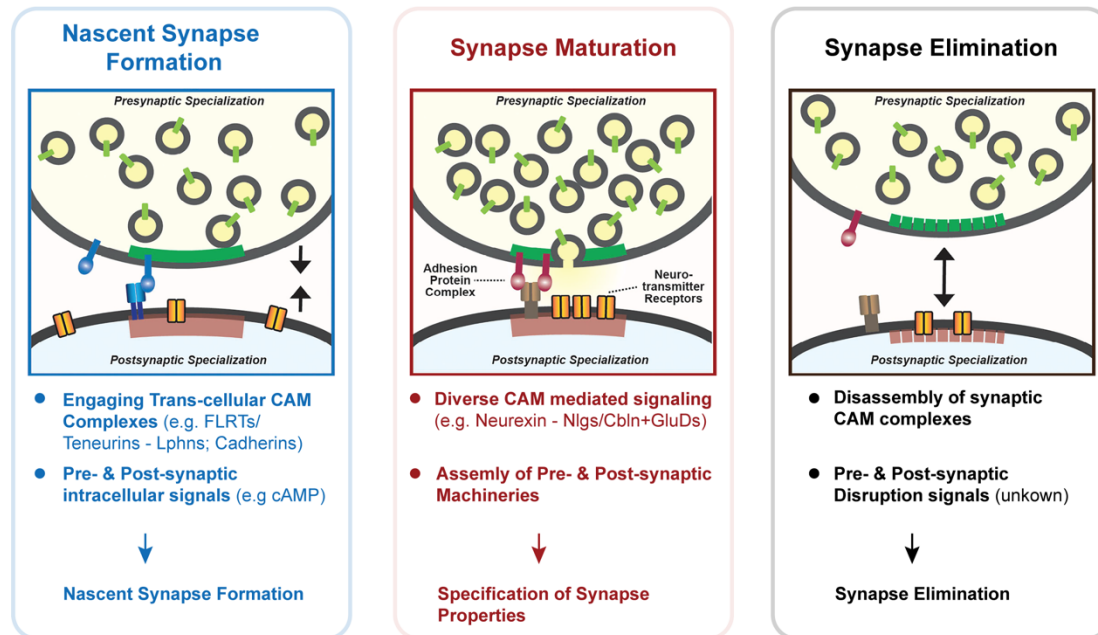 Nascent Synapse
Formation
Presynaptic Specialization
Postsynaptic Specialization
● Engaging Trans-cellular CAM
Complexes (e.g. FLRTs/
Teneurins - Lphns; Cadherins)
● Pre- & Post-synaptic
intracellular signals (e.g cAMP)
Nascent Synapse Formation
Synapse Maturation
Presynaptic Specialization
Adhesion
Protein
Complex
Neuro-
transmitter
Receptors
Postsynaptic Specialization
● Diverse CAM mediated signaling
(e.g. Neurexin - Nlgs/Cbln+GluDs)
● Assemly of Pre- & Post-synaptic
Machineries
Specification of Synapse
Properties
Synapse Elimination
Presynaptic Specialization
Postsynaptic Specialization
● Disassembly of synaptic
CAM complexes
● Pre- & Post-synaptic
Disruption signals (unkown)
Synapse Elimination